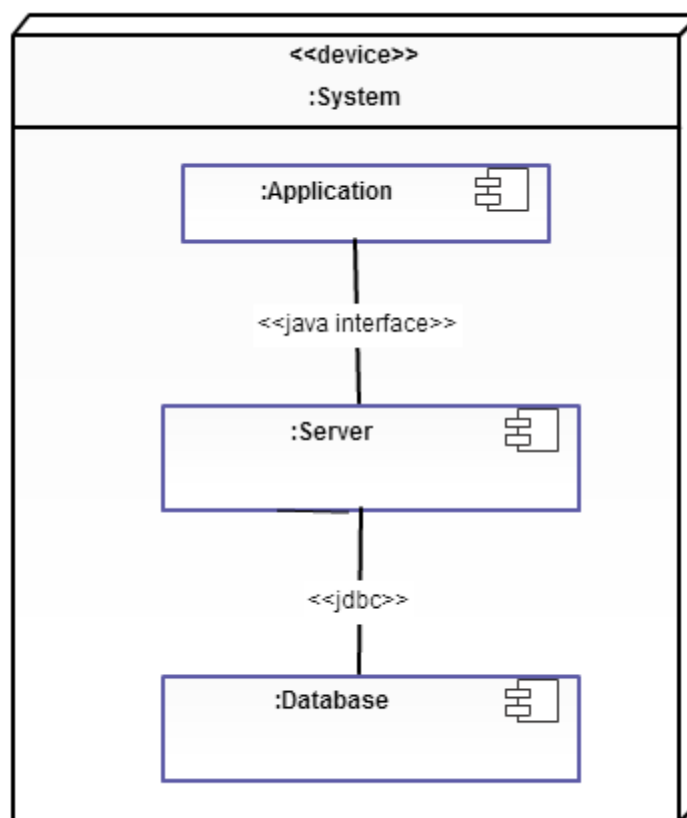 <<device>>
:System
:Application
<<java interface>>
:Server
<<jdbc>>
:Database